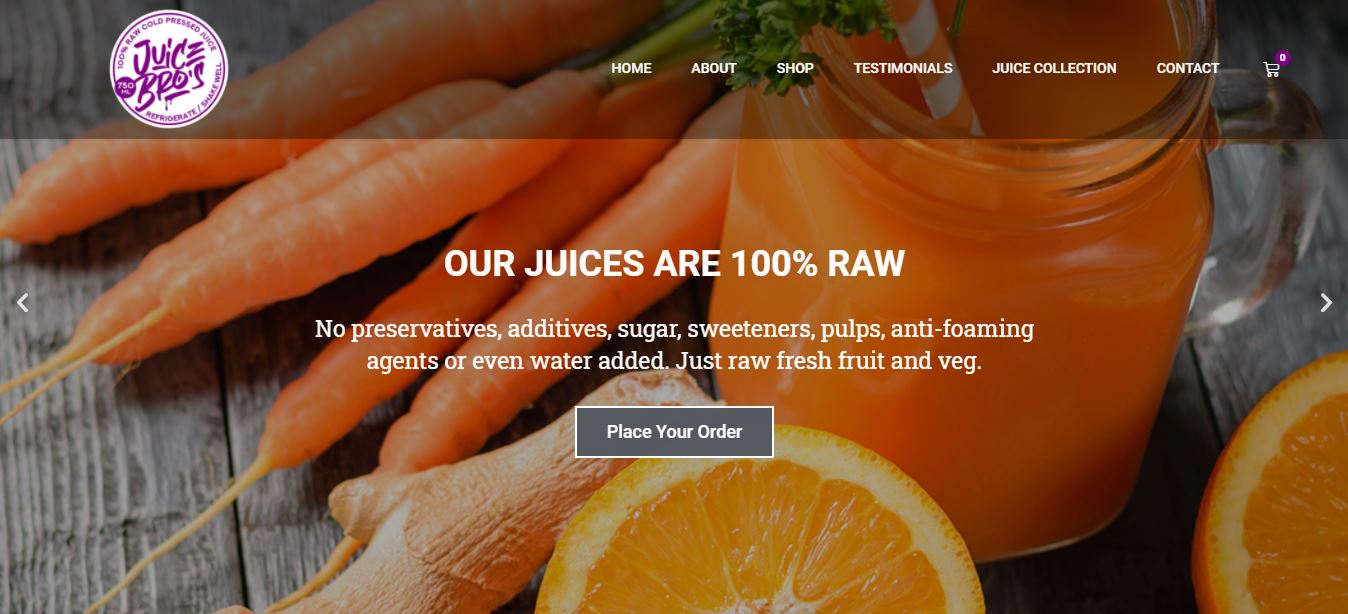 100% RAW COLD PRESSED JUICE
JUICE
BRO'S
750
ML
REFRIGERATE / SHAKE WELL
HOME ABOUT SHOP TESTIMONIALS JUICE COLLECTION CONTACT 0
OUR JUICES ARE 100% RAW
No preservatives, additives, sugar, sweeteners, pulps, anti-foaming
agents or even water added. Just raw fresh fruit and veg.
Place Your Order